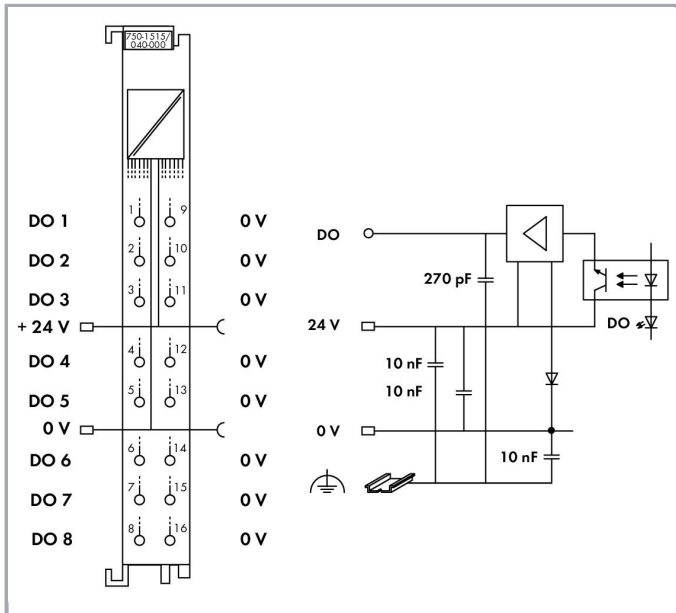 750-1515/
040-000
DO 1 1 9 0 V
DO 2 2 10 0 V
DO 3 3 11 0 V
+ 24 V
DO 4 4 12 0 V
DO 5 5 13 0 V
0 V
DO 6 6 14 0 V
DO 7 7 15 0 V
DO 8 8 16 0 V
DO
270 pF
DO
24 V
10 nF
10 nF
0 V
10 nF